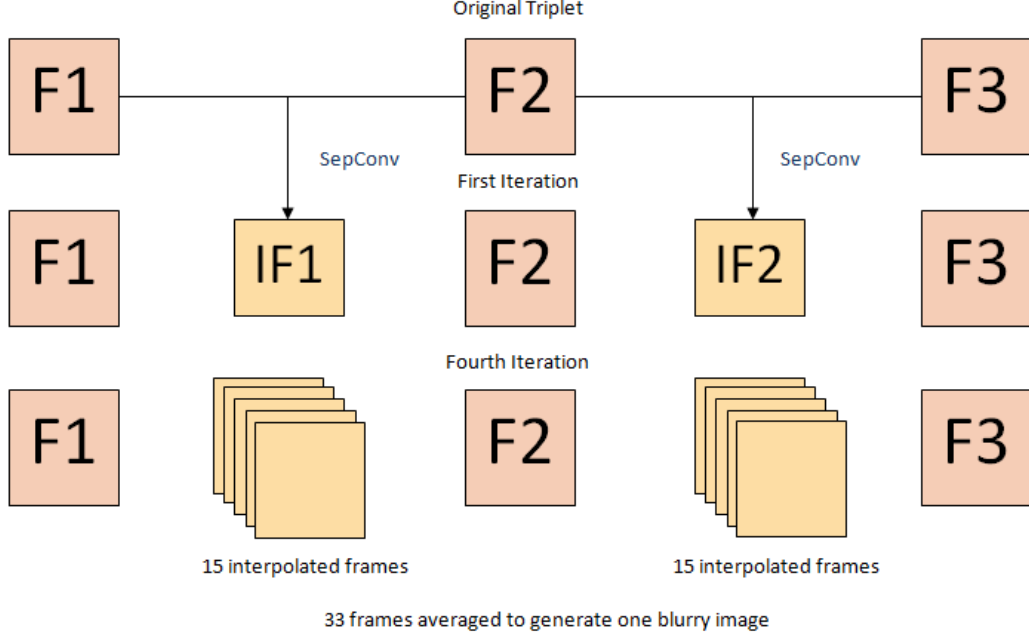 Original Triplet
F1 F2 F3
SepConv SepConv
First Iteration
F1 IF1 F2 IF2 F3
Fourth Iteration
F1 F2 F3
15 interpolated frames 15 interpolated frames
33 frames averaged to generate one blurry image